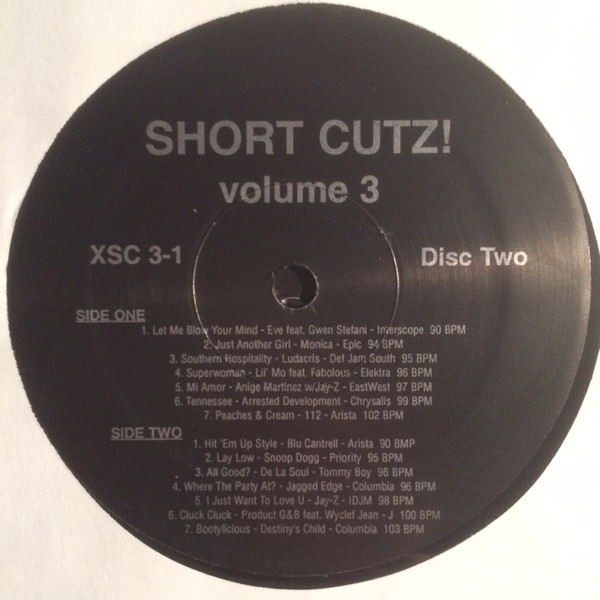 SHORT CUTZ!
volume 3
XSC 3-1
Disc Two
SIDE ONE
1. Let Me Blow Your Mind - Eve feat. Gwen Stefani - Interscope 90 BPM
2. Just Another Girl - Monica - Epic 94 BPM
3. Southern Hospitality - Ludacris - Def Jam South 95 BPM
4. Superwoman - Lil' Mo feat. Fabolous - Elektra 96 BPM
5. Mi Amor - Anige Martinez w/Jay-Z - EastWest 97 BPM
6. Tennessee - Arrested Development - Chrysalis 99 BPM
7. Peaches & Cream - 112 - Arista 102 BPM
SIDE TWO
1. Hit 'Em Up Style - Blu Cantrell - Arista 90 BMP
2. Lay Low - Snoop Dogg - Priority 95 BPM
3. All Good? - De La Soul - Tommy Boy 96 BPM
4. Where The Party At? - Jagged Edge - Columbia 96 BPM
5. I Just Want To Love U - Jay-Z - IDJM 98 BPM
6. Cluck Cluck - Product G&B feat. Wyclef Jean - J 100 BPM
7. Bootylicious - Destiny's Child - Columbia 103 BPM